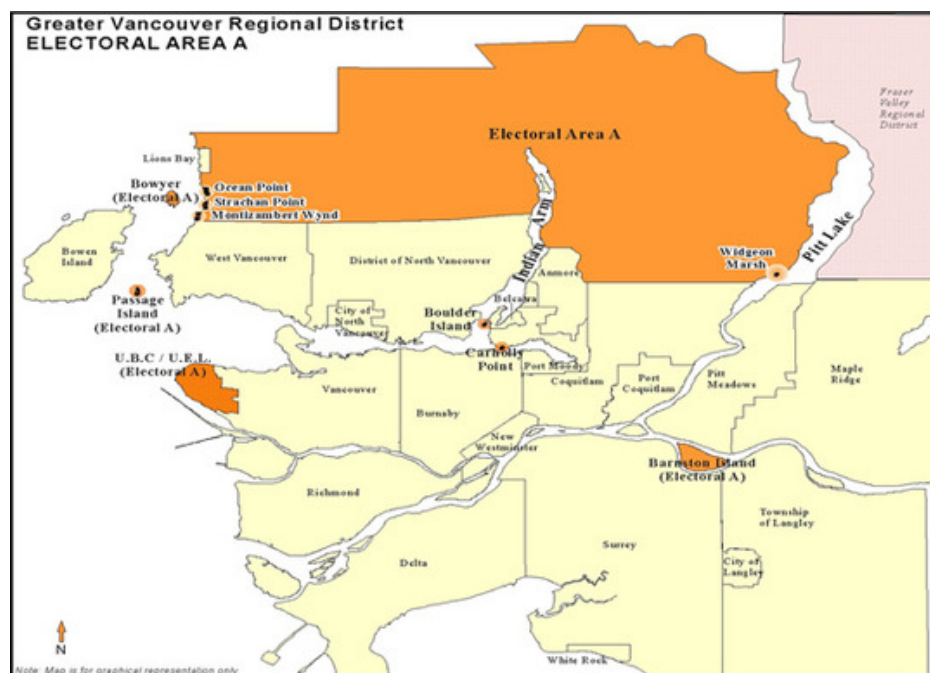 Greater Vancouver Regional District
ELECTORAL AREA A
Fraser
Valley
Regional
District
Electoral Area A
Lions Bay
Bowyer
(Electoral A)
Ocean Point
Strachan Point
Montizambert Wynd
Indian Arm
Pitt Lake
Bowen
Island
West Vancouver
District of North Vancouver
Widgeon
Marsh
Anmore
Belcarra
Passage
Island
(Electoral A)
City of
North
Vancouver
Boulder
Island
Carholly
Point
Port Moody
U.B.C / U.E.L.
(Electoral A)
Vancouver
Burnaby
Coquitlam
Port
Coquitlam
Pitt
Meadows
Maple
Ridge
New
Westminster
Barnston Island
(Electoral A)
Richmond
Township
of Langley
Delta
Surrey
City of
Langley
White Rock
N
Note: Map is for graphical representation only